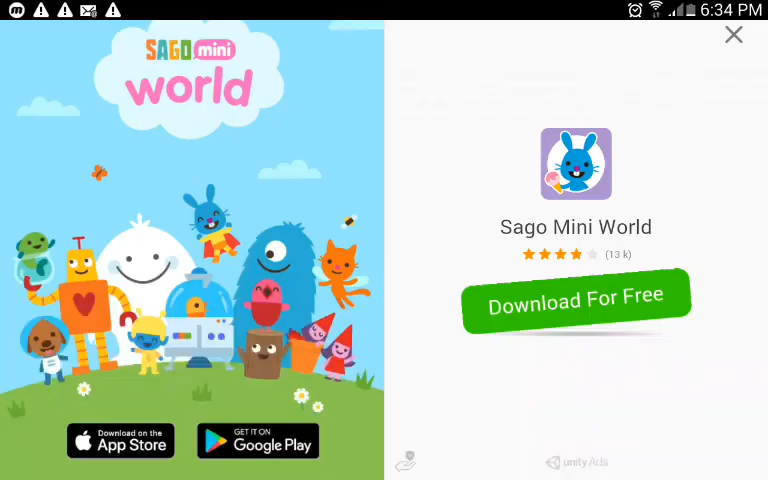 6:34 PM
SAGO mini
world
Sago Mini World
(13 k)
Download For Free
Download on the
App Store
GET IT ON
Google Play
unity Ads